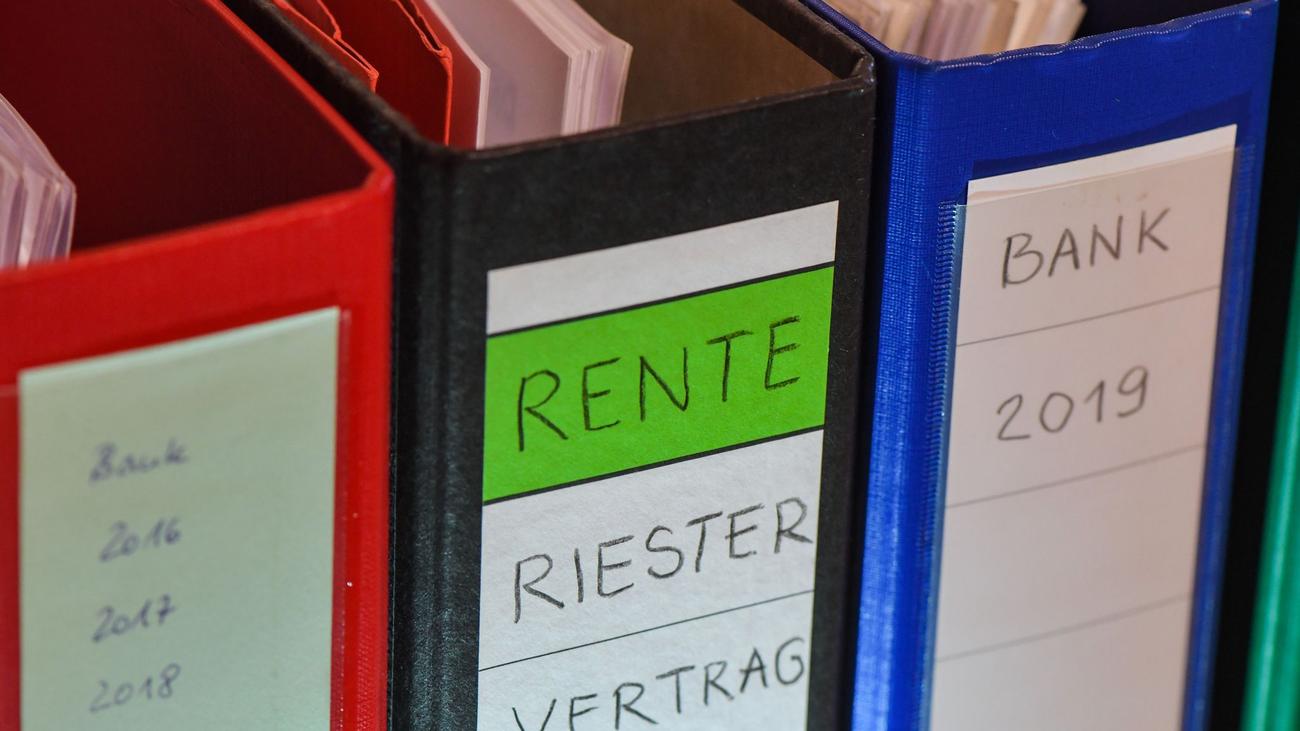 Bank
2016
2017
2018
RENTE
RIESTER
VERTRAG
BANK
2019